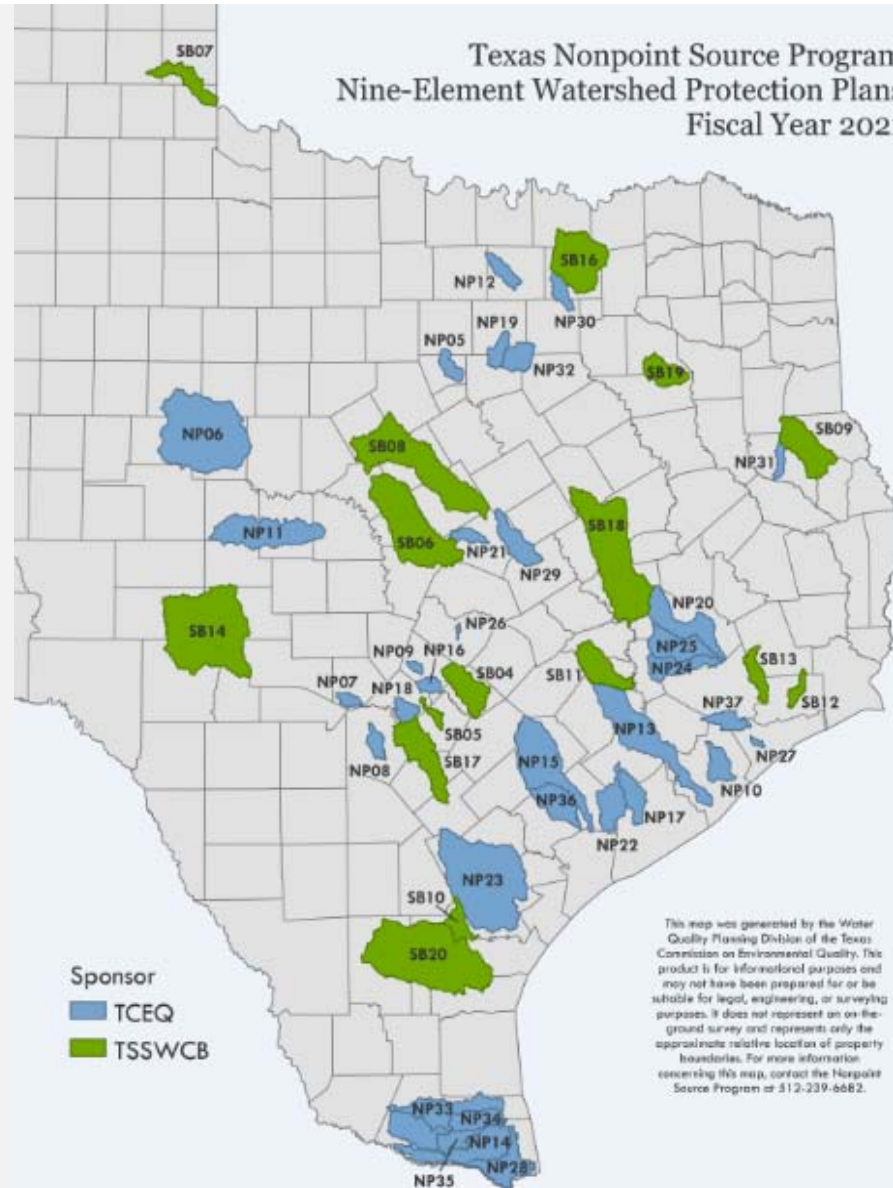 Texas Nonpoint Source Program
Nine-Element Watershed Protection Plans
Fiscal Year 202
SB07
SB16
NP12
NP30
NP19
NP05
NP32
SB19
NP06
SB09
SB08
NP31
NP11
SB18
SB06
NP21
NP29
NP20
SB14
NP26
NP25
NP09
NP16
NP24
SB13
SB04
SB11
NP07
NP18
SB12
NP37
SB05
NP13
NP27
NP08
SB17
NP15
NP10
NP36
NP17
NP22
NP23
SB10
SB20
This map was generated by the Water
Quality Planning Division of the Texas
Commission on Environmental Quality. This
product is for informational purposes and
may not have been prepared for or be
suitable for legal, engineering, or surveying
purposes. It does not represent an on-the-
ground survey and represents only the
approximate relative location of property
boundaries. For more information
concerning this map, contact the Nonpoint
Source Program at 512-239-6682.
Sponsor
TCEQ
TSSWCB
NP33
NP34
NP14
NP28
NP35